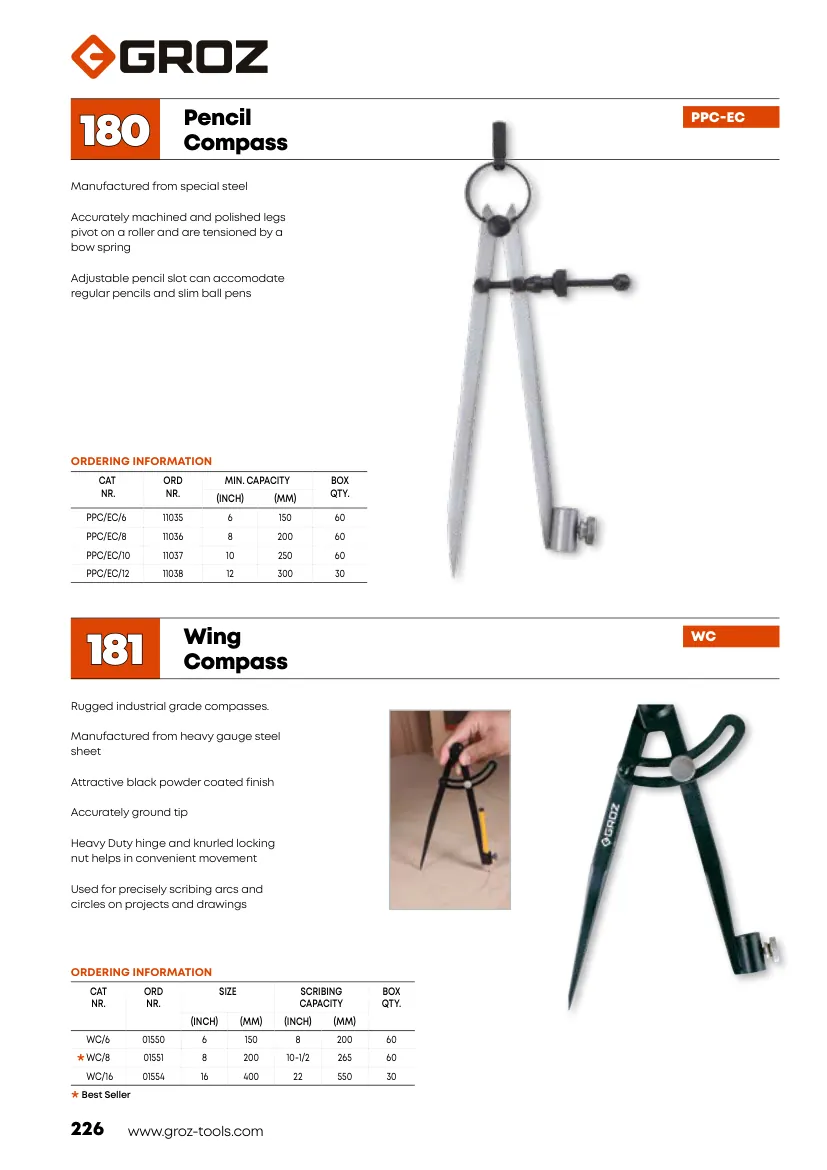 GROZ
180
Pencil
Compass
PPC-EC
Manufactured from special steel
Accurately machined and polished legs
pivot on a roller and are tensioned by a
bow spring
Adjustable pencil slot can accomodate
regular pencils and slim ball pens
ORDERING INFORMATION
CAT NR. ORD NR. MIN. CAPACITY BOX QTY.
(INCH) (MM)
PPC/EC/6 11035 6 150 60
PPC/EC/8 11036 8 200 60
PPC/EC/10 11037 10 250 60
PPC/EC/12 11038 12 300 30
181
Wing
Compass
WC
Rugged industrial grade compasses.
Manufactured from heavy gauge steel
sheet
Attractive black powder coated finish
Accurately ground tip
Heavy Duty hinge and knurled locking
nut helps in convenient movement
Used for precisely scribing arcs and
circles on projects and drawings
GROZ
ORDERING INFORMATION
CAT NR. ORD NR. SIZE SCRIBING CAPACITY BOX QTY.
(INCH) (MM) (INCH) (MM)
WC/6 01550 6 150 8 200 60
* WC/8 01551 8 200 10-1/2 265 60
WC/16 01554 16 400 22 550 30
* Best Seller
226 www.groz-tools.com